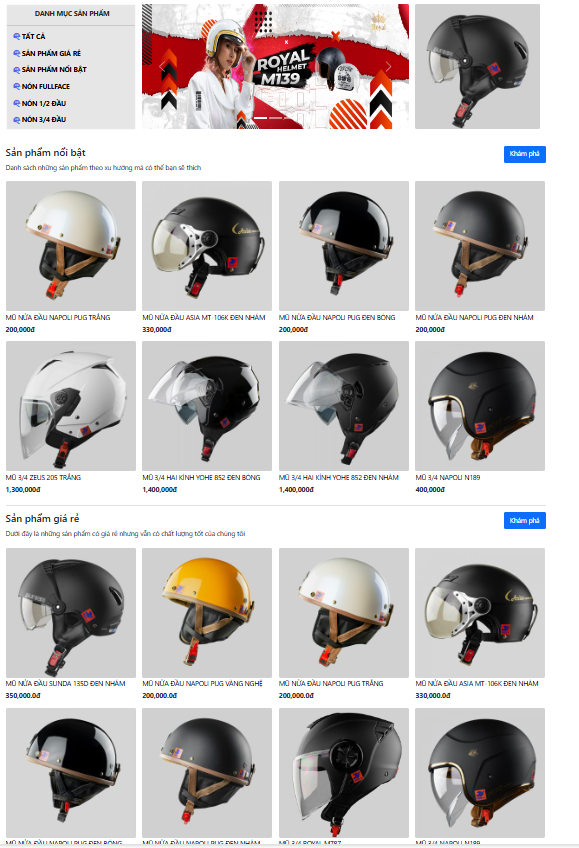 DANH MỤC SẢN PHẨM
TẤT CẢ
SẢN PHẨM GIÁ RẺ
SẢN PHẨM NỔI BẬT
NÓN FULLFACE
NÓN 1/2 ĐẦU
NÓN 3/4 ĐẦU
ROYAL
HELMET
M139
Sản phẩm nổi bật
Khám phá
Danh sách những sản phẩm theo xu hướng mà có thể bạn sẽ thích
MŨ NỬA ĐẦU NAPOLI PUG TRẮNG
200,000đ
MŨ NỬA ĐẦU ASIA MT-106K ĐEN NHÁM
330,000đ
MŨ NỬA ĐẦU NAPOLI PUG ĐEN BÓNG
200,000đ
MŨ NỬA ĐẦU NAPOLI PUG ĐEN NHÁM
200,000đ
MŨ 3/4 ZEUS 205 TRẮNG
1,300,000đ
MŨ 3/4 HAI KÍNH YOHE 852 ĐEN BÓNG
1,400,000đ
MŨ 3/4 HAI KÍNH YOHE 852 ĐEN NHÁM
1,400,000đ
MŨ 3/4 NAPOLI N189
400,000đ
Sản phẩm giá rẻ
Khám phá
Dưới đây là những sản phẩm có giá rẻ nhưng vẫn có chất lượng tốt của chúng tôi
MŨ NỬA ĐẦU SUNDA 135D ĐEN NHÁM
350,000.0đ
MŨ NỬA ĐẦU NAPOLI PUG VÀNG NGHỆ
200,000.0đ
MŨ NỬA ĐẦU NAPOLI PUG TRẮNG
200,000.0đ
MŨ NỬA ĐẦU ASIA MT-106K ĐEN NHÁM
330,000.0đ
MŨ NỬA ĐẦU NAPOLI PUG ĐEN BÓNG
MŨ NỬA ĐẦU NAPOLI PUG ĐEN NHÁM
MŨ 3/4 ROYAL M787
MŨ 3/4 NAPOLI N189